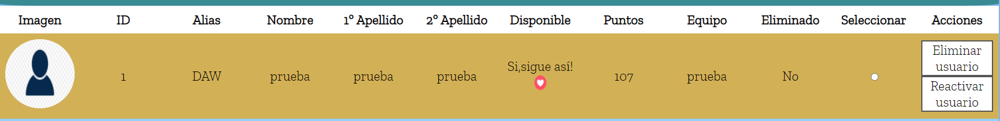 Imagen ID Alias Nombre 1º Apellido 2º Apellido Disponible Puntos Equipo Eliminado Seleccionar Acciones
1 DAW prueba prueba prueba Si,sigue así! 107 prueba No
Eliminar
usuario
Reactivar
usuario